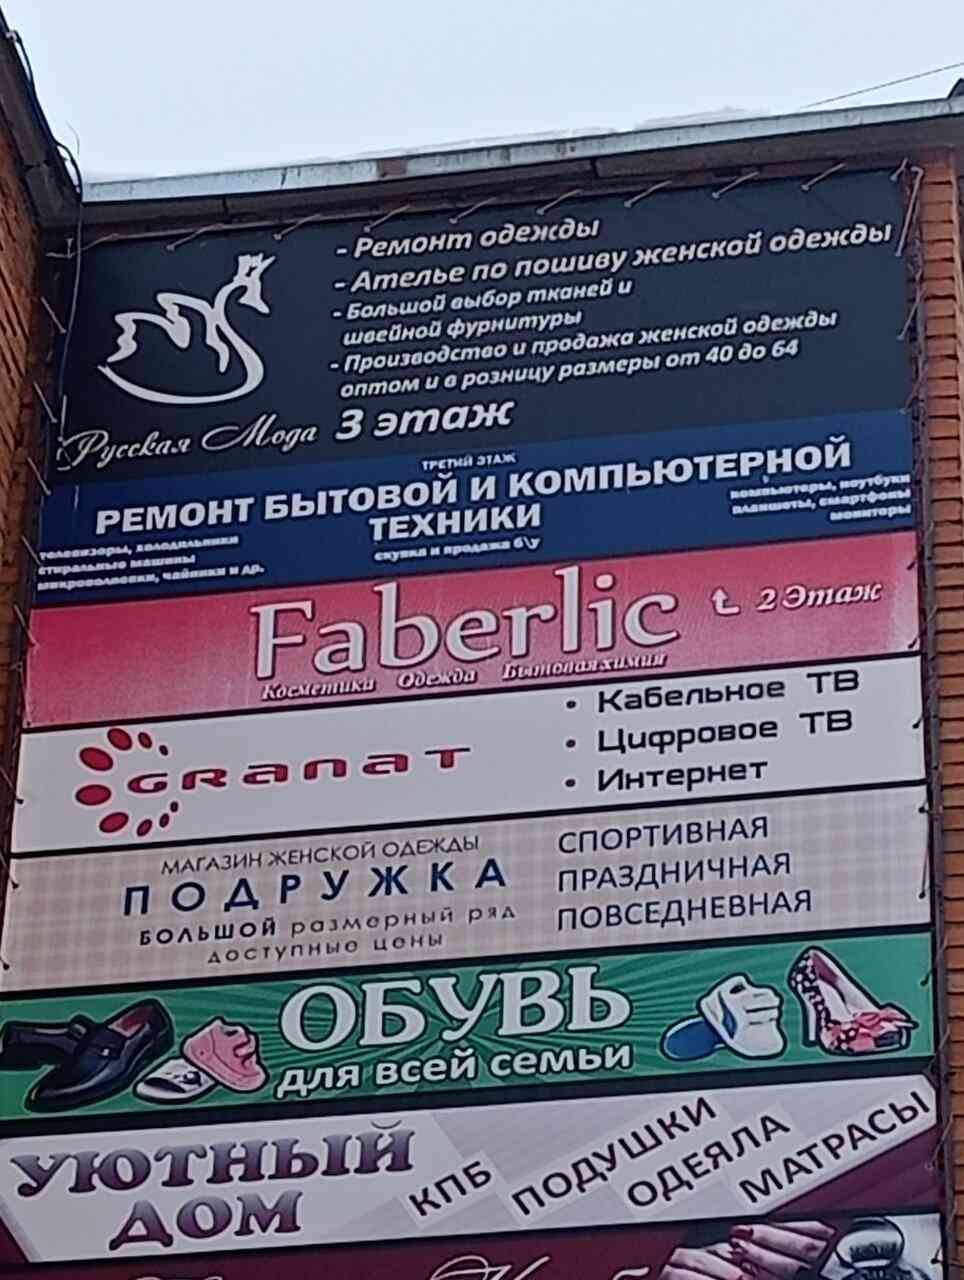 - Ремонт одежды
- Ателье по пошиву женской одежды
- Большой выбор тканей и
швейной фурнитуры
- Производство и продажа женской одежды
оптом и в розницу размеры от 40 до 64
Русская Мода
3 этаж
ТРЕТИЙ ЭТАЖ
РЕМОНТ БЫТОВОЙ И КОМПЬЮТЕРНОЙ
ТЕХНИКИ
телевизоры, холодильники
стиральные машины
микроволновки, чайники и др.
скупка и продажа б\у
компьютеры, ноутбуки
планшеты, смартфоны
мониторы
Faberlic
2 Этаж
Косметика Одежда Бытовая химия
GRANAT
• Кабельное ТВ
• Цифровое ТВ
• Интернет
МАГАЗИН ЖЕНСКОЙ ОДЕЖДЫ
ПОДРУЖКА
БОЛЬШОЙ размерный ряд
доступные цены
СПОРТИВНАЯ
ПРАЗДНИЧНАЯ
ПОВСЕДНЕВНАЯ
ОБУВЬ
для всей семьи
УЮТНЫЙ
ДОМ
КПБ
ПОДУШКИ
ОДЕЯЛА
МАТРАСЫ